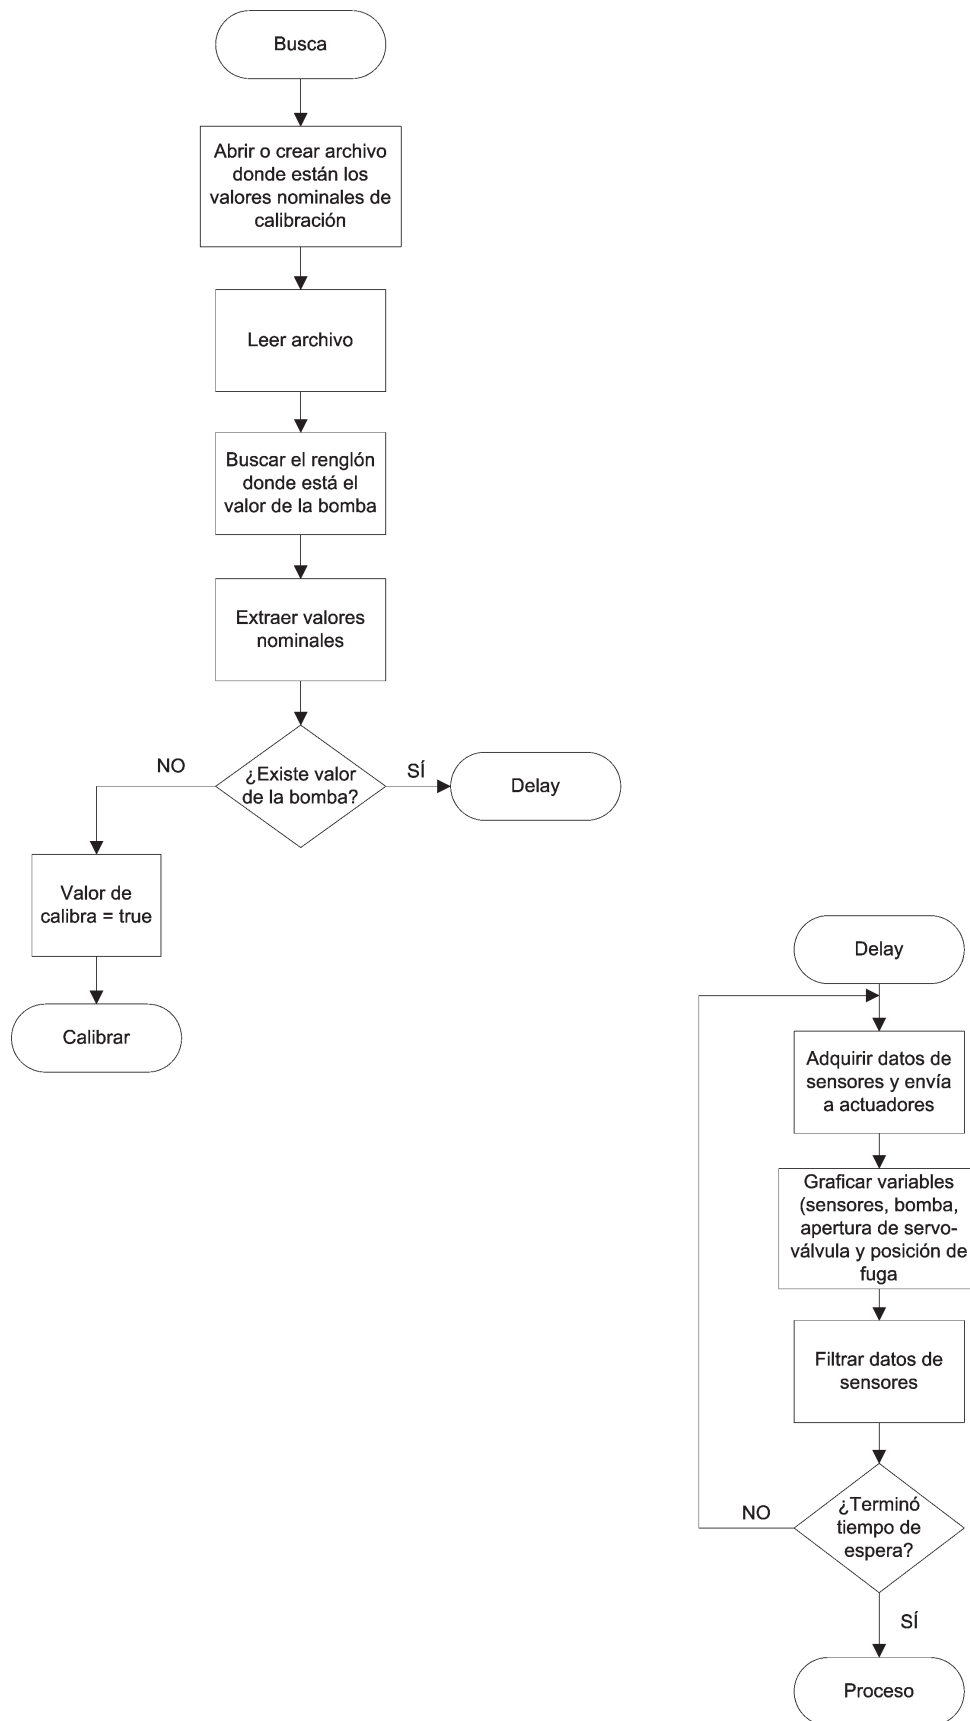 Busca
Abrir o crear archivo
donde están los
valores nominales de
calibración
Leer archivo
Buscar el renglón
donde está el
valor de la bomba
Extraer valores
nominales
¿Existe valor
de la bomba?
NO
SÍ
Delay
Valor de
calibra = true
Calibrar
Delay
Adquirir datos de
sensores y envía
a actuadores
Graficar variables
(sensores, bomba,
apertura de servo-
válvula y posición de
fuga
Filtrar datos de
sensores
¿Terminó
tiempo de
espera?
NO
SÍ
Proceso